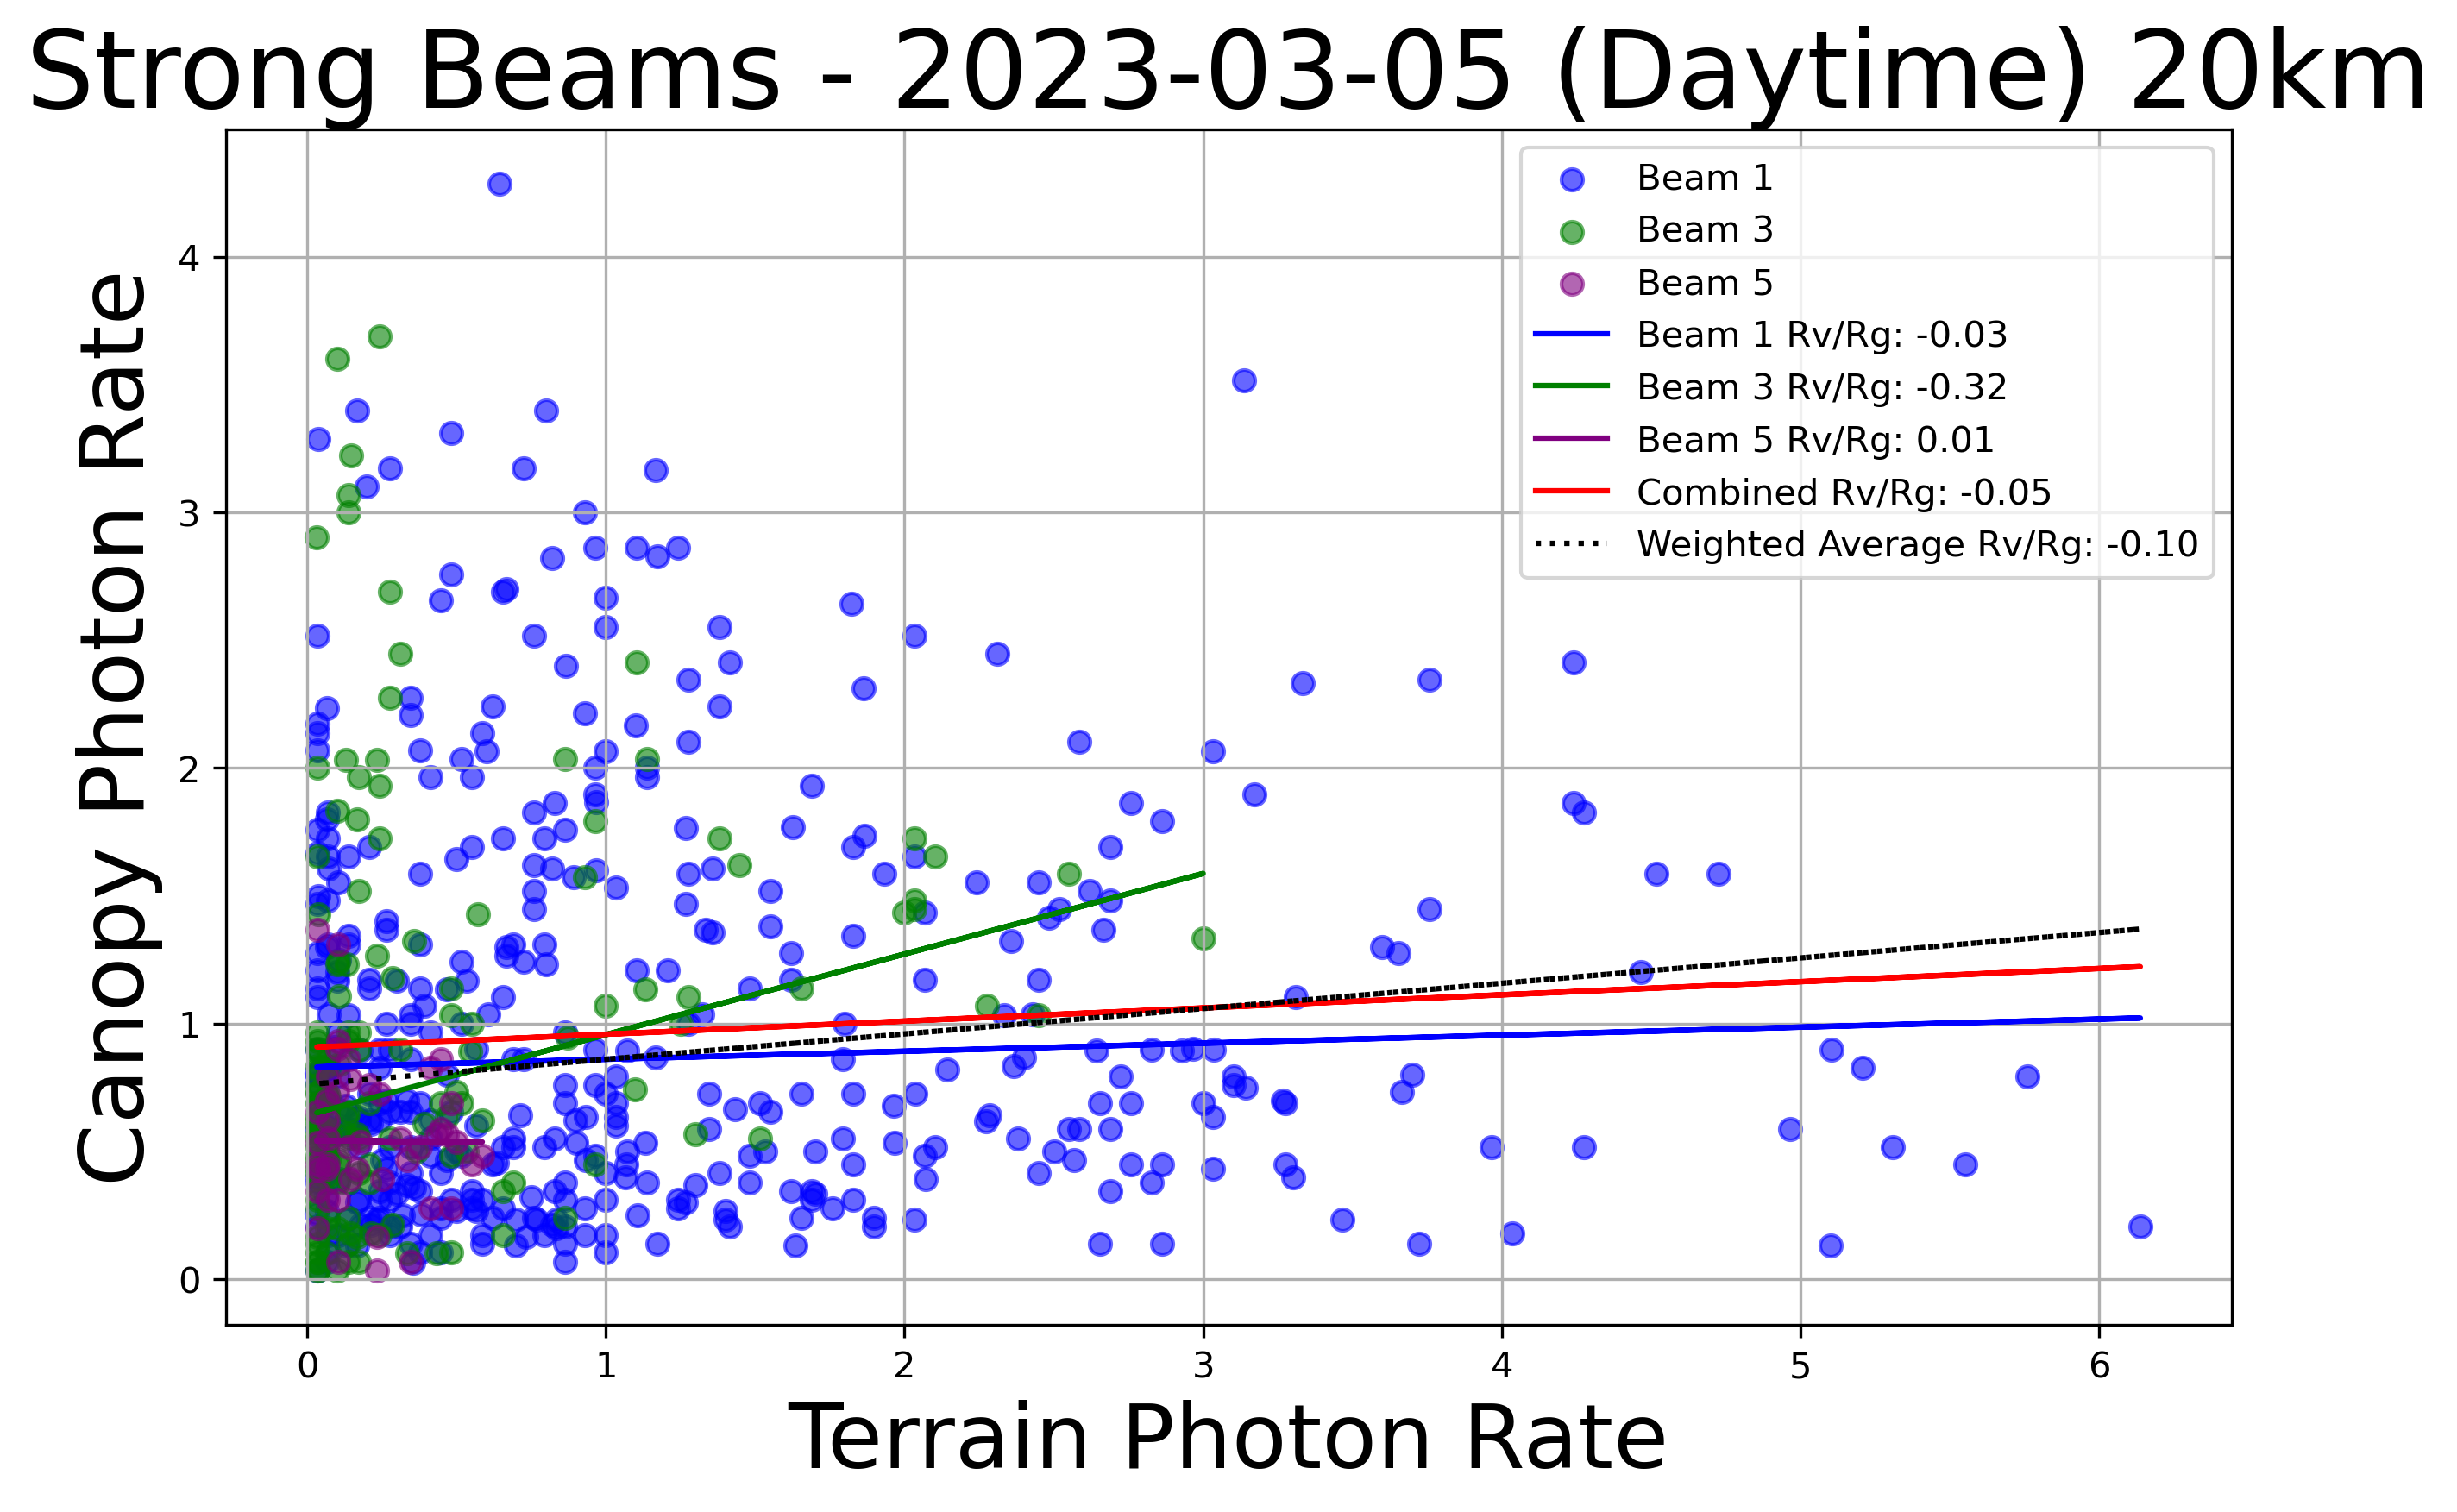 Strong Beams - 2023-03-05 (Daytime) 20km
Canopy Photon Rate
4
3
2
1
0
Beam 1
Beam 3
Beam 5
Beam 1 Rv/Rg: -0.03
Beam 3 Rv/Rg: -0.32
Beam 5 Rv/Rg: 0.01
Combined Rv/Rg: -0.05
Weighted Average Rv/Rg: -0.10
0 1 2 3 4 5 6
Terrain Photon Rate